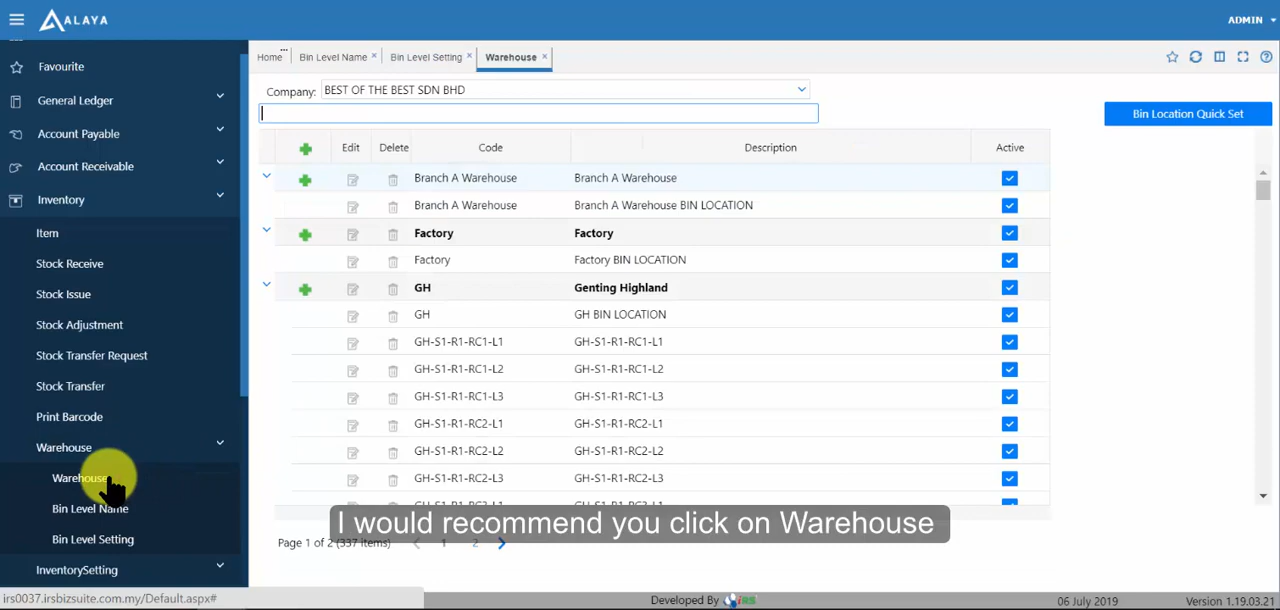 ALAYA
ADMIN
Favourite
General Ledger
Account Payable
Account Receivable
Inventory
Item
Stock Receive
Stock Issue
Stock Adjustment
Stock Transfer Request
Stock Transfer
Print Barcode
Warehouse
Warehouse
Bin Level Name
Bin Level Setting
InventorySetting
Home ... Bin Level Name × Bin Level Setting × Warehouse ×
Company: BEST OF THE BEST SDN BHD
Bin Location Quick Set
Edit Delete Code Description Active
Branch A Warehouse Branch A Warehouse
Branch A Warehouse Branch A Warehouse BIN LOCATION
Factory Factory
Factory Factory BIN LOCATION
GH Genting Highland
GH GH BIN LOCATION
GH-S1-R1-RC1-L1 GH-S1-R1-RC1-L1
GH-S1-R1-RC1-L2 GH-S1-R1-RC1-L2
GH-S1-R1-RC1-L3 GH-S1-R1-RC1-L3
GH-S1-R1-RC2-L1 GH-S1-R1-RC2-L1
GH-S1-R1-RC2-L2 GH-S1-R1-RC2-L2
GH-S1-R1-RC2-L3 GH-S1-R1-RC2-L3
I would recommend you click on Warehouse
Page 1 of 2 (337 items) 1 2
irs0037.irsbizsuite.com.my/Default.aspx#
Developed By iRS
06 July 2019 Version 1.19.03.21